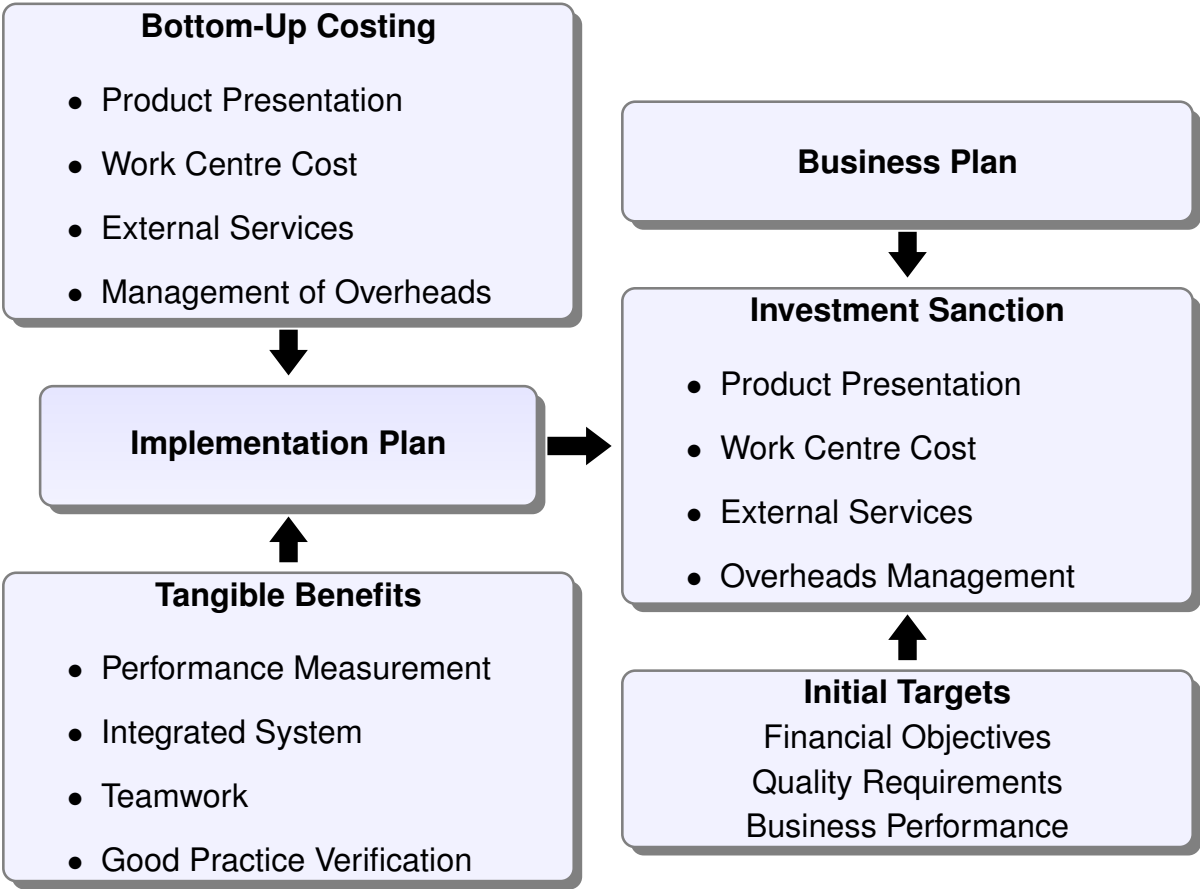 Bottom-Up Costing
• Product Presentation
• Work Centre Cost
• External Services
• Management of Overheads
Implementation Plan
Tangible Benefits
• Performance Measurement
• Integrated System
• Teamwork
• Good Practice Verification
Business Plan
Investment Sanction
• Product Presentation
• Work Centre Cost
• External Services
• Overheads Management
Initial Targets
Financial Objectives
Quality Requirements
Business Performance